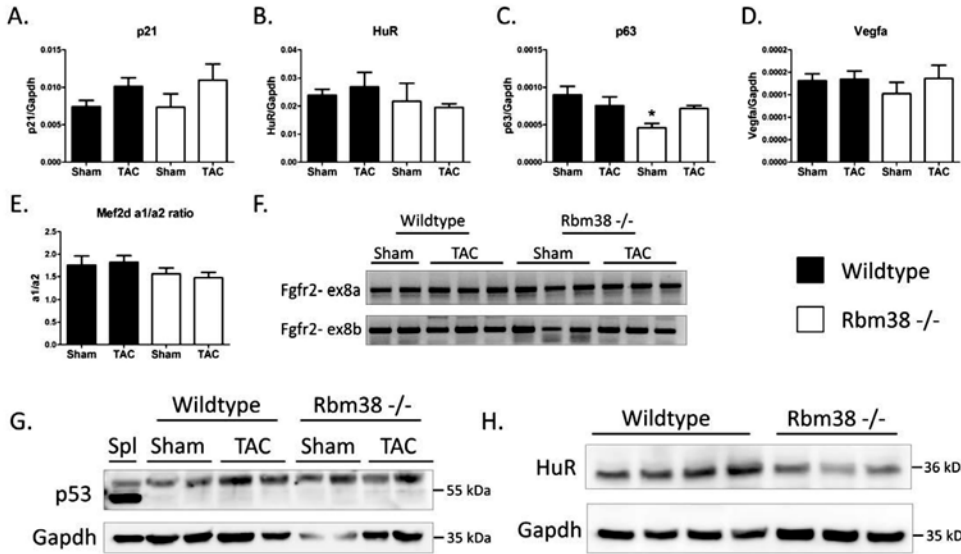 A.
p21
p21/Gapdh
0.015
0.010
0.005
0.000
Sham TAC Sham TAC
B.
HuR
HuR/Gapdh
0.04
0.03
0.02
0.01
0.00
Sham TAC Sham TAC
C.
p63
p63/Gapdh
0.0015
0.0010
0.0005
0.0000
*
Sham TAC Sham TAC
D.
Vegfa
Vegfa/Gapdh
0.0002
0.0002
0.0001
0.0001
0.0000
Sham TAC Sham TAC
E.
Mef2d a1/a2 ratio
a1/a2
2.5
2.0
1.5
1.0
0.5
0.0
Sham TAC Sham TAC
F.
Wildtype Rbm38 -/-
Sham TAC Sham TAC
Fgfr2- ex8a
Fgfr2- ex8b
Wildtype
Rbm38 -/-
G.
Wildtype Rbm38 -/-
Spl Sham TAC Sham TAC
p53
55 kDa
Gapdh
35 kDa
H.
Wildtype Rbm38 -/-
HuR
36 kDa
Gapdh
35 kDa